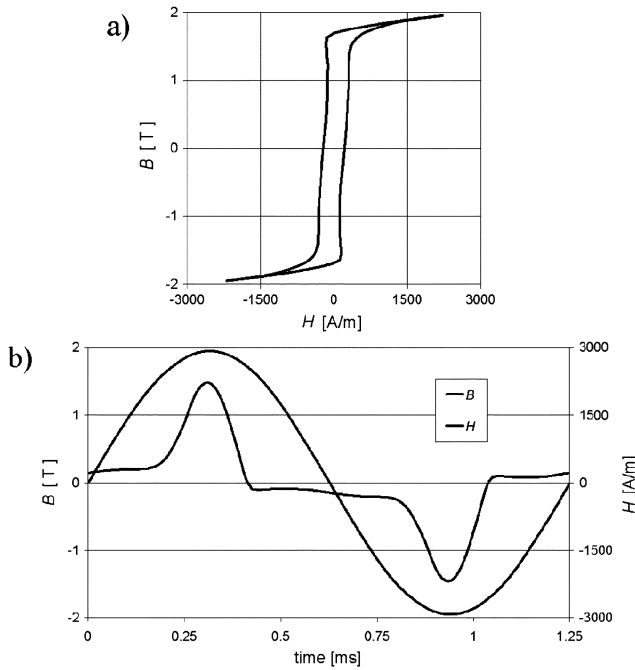 a)
2
1
0
-1
-2
B [ T ]
-3000 -1500 0 1500 3000
H [A/m]
b)
2
1
0
-1
-2
B [ T ]
3000
1500
0
-1500
-3000
H [A/m]
B
H
0 0.25 0.5 0.75 1 1.25
time [ms]